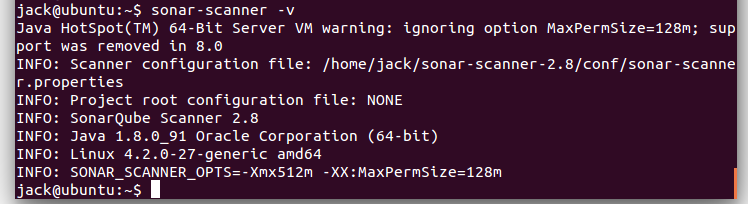 jack@ubuntu:~$ sonar-scanner -v
Java HotSpot(TM) 64-Bit Server VM warning: ignoring option MaxPermSize=128m; sup
port was removed in 8.0
INFO: Scanner configuration file: /home/jack/sonar-scanner-2.8/conf/sonar-scanne
r.properties
INFO: Project root configuration file: NONE
INFO: SonarQube Scanner 2.8
INFO: Java 1.8.0_91 Oracle Corporation (64-bit)
INFO: Linux 4.2.0-27-generic amd64
INFO: SONAR_SCANNER_OPTS=-Xmx512m -XX:MaxPermSize=128m
jack@ubuntu:~$